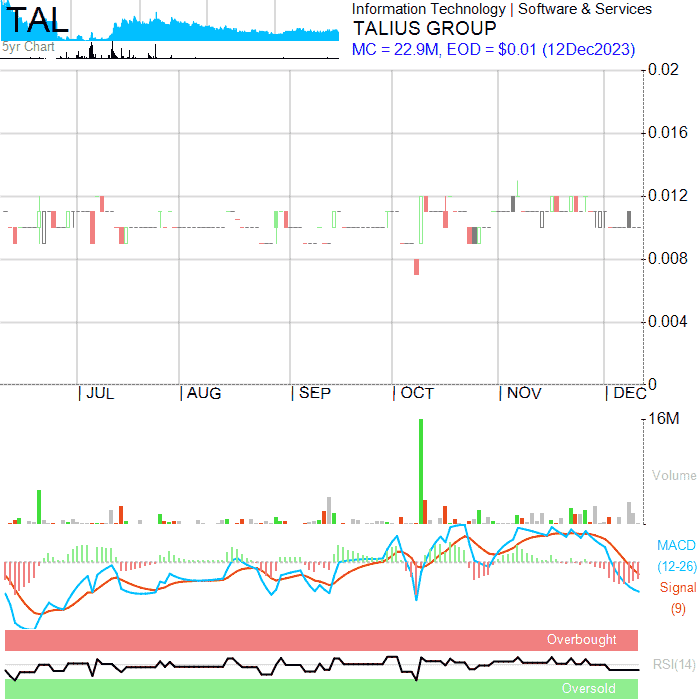 TAL
5yr Chart
Information Technology | Software & Services
TALIUS GROUP
MC = 22.9M, EOD = $0.01 (12Dec2023)
0.02
0.016
0.012
0.008
0.004
0
| JUL | AUG | SEP | OCT | NOV | DEC
16M
Volume
MACD
(12-26)
Signal
(9)
Overbought
RSI(14)
Oversold